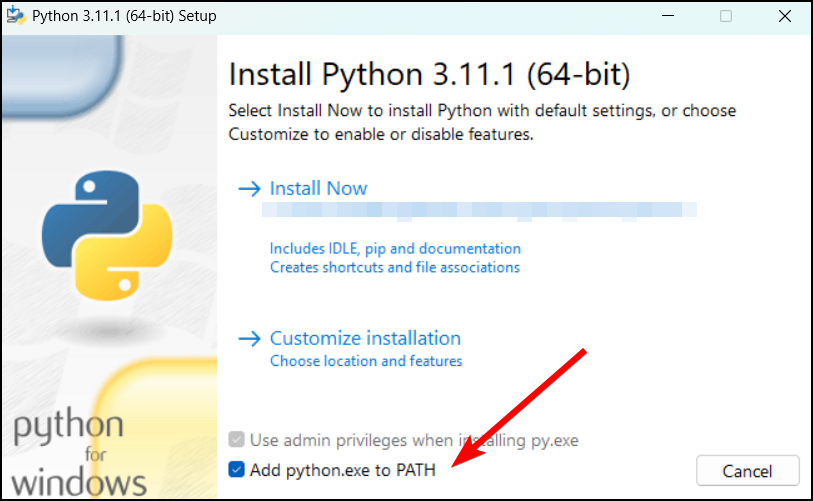 Python 3.11.1 (64-bit) Setup
Install Python 3.11.1 (64-bit)
Select Install Now to install Python with default settings, or choose
Customize to enable or disable features.
Install Now
Includes IDLE, pip and documentation
Creates shortcuts and file associations
Customize installation
Choose location and features
Use admin privileges when installing py.exe
Add python.exe to PATH
Cancel
python
for
windows